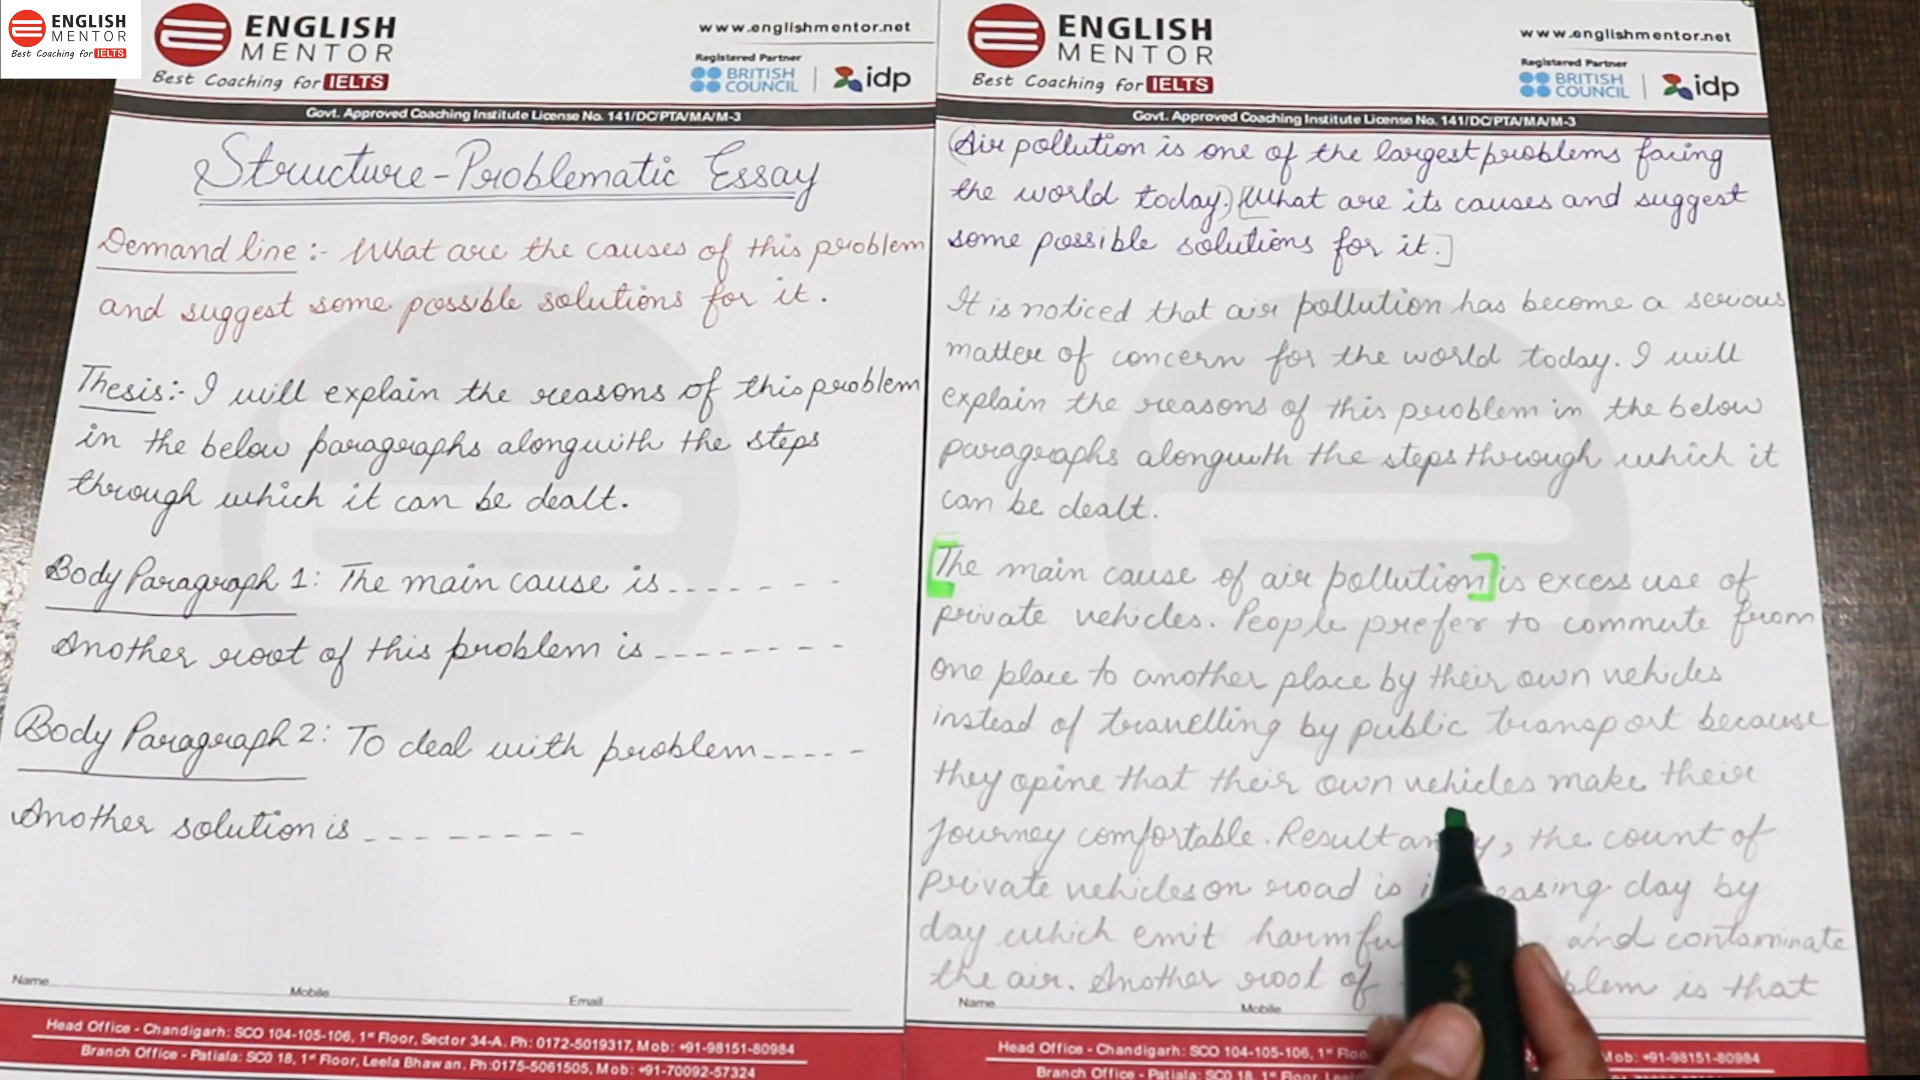 ENGLISH
MENTOR
Best Coaching for IELTS
ENGLISH
MENTOR
Best Coaching for IELTS
www.englishmentor.net
Registered Partner
BRITISH
COUNCIL
idp
Govt. Approved Coaching Institute License No. 141/DC/PTA/MA/M-3
Structure-Problematic Essay
Demand line :- What are the causes of this problem
and suggest some possible solutions for it.
Thesis:- I will explain the reasons of this problem
in the below paragraphs alongwith the steps
through which it can be dealt.
Body Paragraph 1: The main cause is ------
Another root of this problem is --------
Body Paragraph 2: To deal with problem-----
Another solution is --------
Name
Mobile
Email
Head Office - Chandigarh: SCO 104-105-106, 1st Floor, Sector 34-A. Ph: 0172-5019317, Mob: +91-98151-80984
Branch Office - Patiala: SCO 18, 1st Floor, Leela Bhawan. Ph:0175-5061505, Mob: +91-70092-57324
ENGLISH
MENTOR
Best Coaching for IELTS
www.englishmentor.net
Registered Partner
BRITISH
COUNCIL
idp
Govt. Approved Coaching Institute License No. 141/DC/PTA/MA/M-3
(Air pollution is one of the largest problems facing
the world today.) [What are its causes and suggest
some possible solutions for it.]
It is noticed that air pollution has become a serious
matter of concern for the world today. I will
explain the reasons of this problem in the below
paragraphs alongwith the steps through which it
can be dealt.
[The main cause of air pollution] is excess use of
private vehicles. People prefer to commute from
one place to another place by their own vehicles
instead of travelling by public transport because
they opine that their own vehicles make their
journey comfortable. the count of
private vehicles on road is day by
day which emit and contaminate
the air. Another root of is that
Name
Mobile
Head Office - Chandigarh: SCO 104-105-106, 1st Mob: +91-98151-80984
Branch Office - Patiala: SCO 18, 1st Floor,